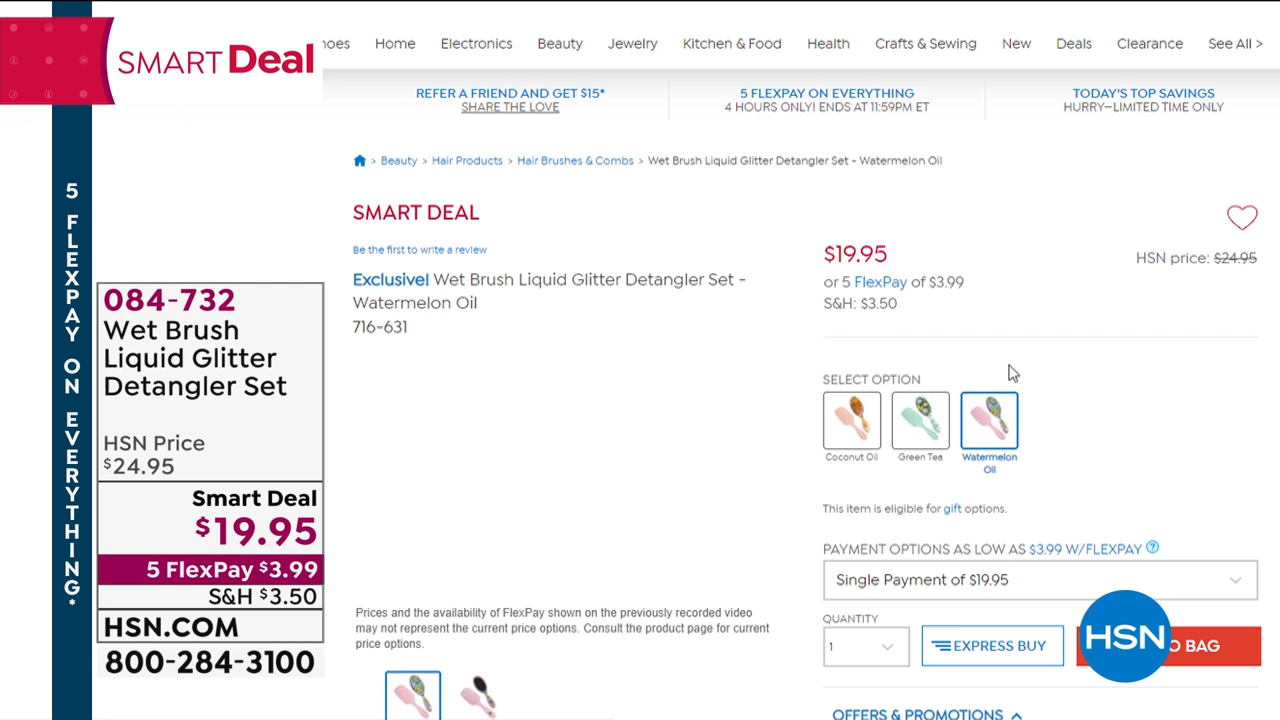 SMART Deal
Home
Electronics
Beauty
Jewelry
Kitchen & Food
Health
Crafts & Sewing
New
Deals
Clearance
See All >
REFER A FRIEND AND GET $15*
SHARE THE LOVE
5 FLEXPAY ON EVERYTHING
4 HOURS ONLY! ENDS AT 11:59PM ET
TODAY'S TOP SAVINGS
HURRY—LIMITED TIME ONLY
> Beauty > Hair Products > Hair Brushes & Combs > Wet Brush Liquid Glitter Detangler Set - Watermelon Oil
5 FLEXPAY ON EVERYTHING*
084-732
Wet Brush
Liquid Glitter
Detangler Set
HSN Price
$24.95
Smart Deal
$19.95
5 FlexPay $3.99
S&H $3.50
HSN.COM
800-284-3100
SMART DEAL
Be the first to write a review
Exclusive! Wet Brush Liquid Glitter Detangler Set -
Watermelon Oil
716-631
Prices and the availability of FlexPay shown on the previously recorded video
may not represent the current price options. Consult the product page for current
price options.
$19.95
HSN price: $24.95
or 5 FlexPay of $3.99
S&H: $3.50
SELECT OPTION
Coconut Oil
Green Tea
Watermelon
Oil
This item is eligible for gift options.
PAYMENT OPTIONS AS LOW AS $3.99 W/FLEXPAY ?
Single Payment of $19.95
QUANTITY
1
EXPRESS BUY
HSN
O BAG
OFFERS & PROMOTIONS